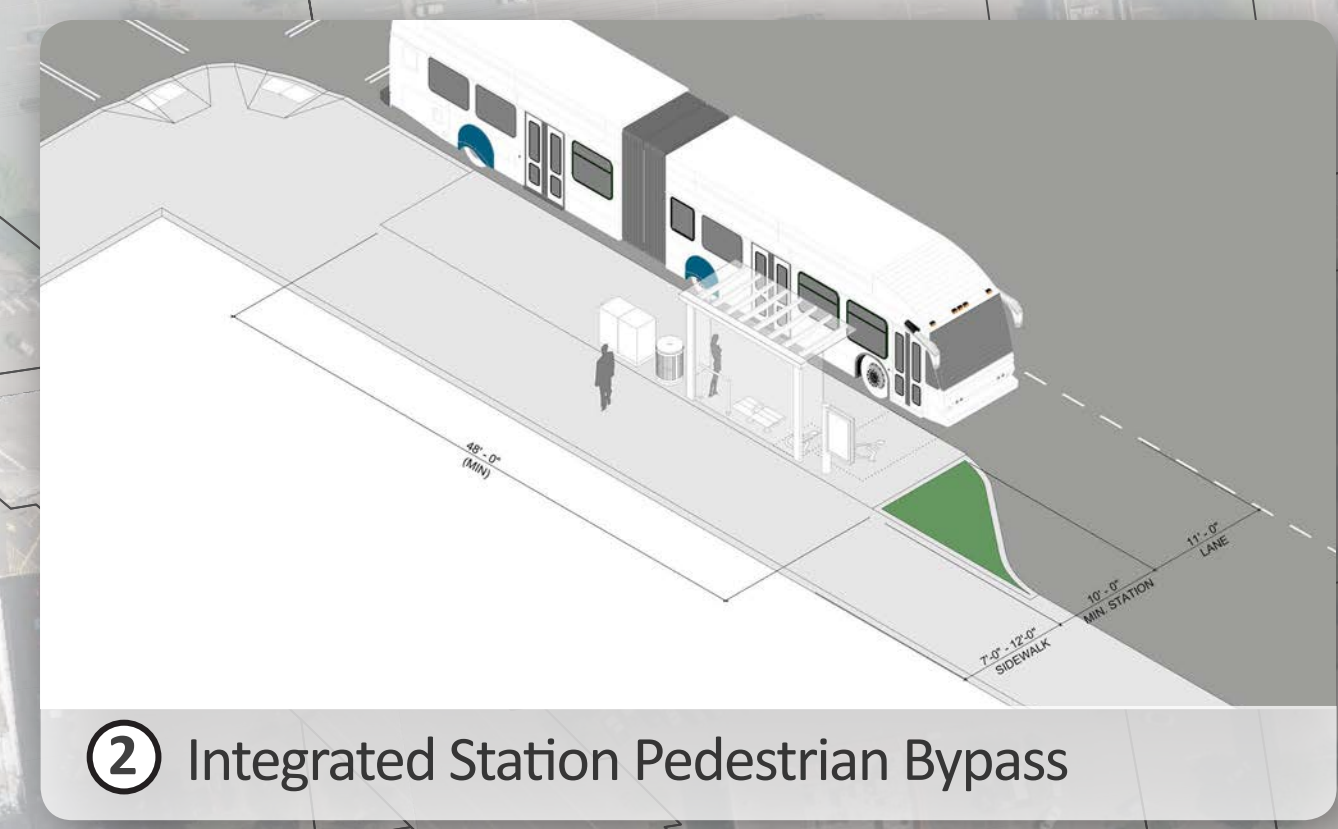 48' - 0"
(MIN)
11' - 0"
LANE
10' - 0"
MIN. STATION
7'-0" - 12'-0"
SIDEWALK
2 Integrated Station Pedestrian Bypass